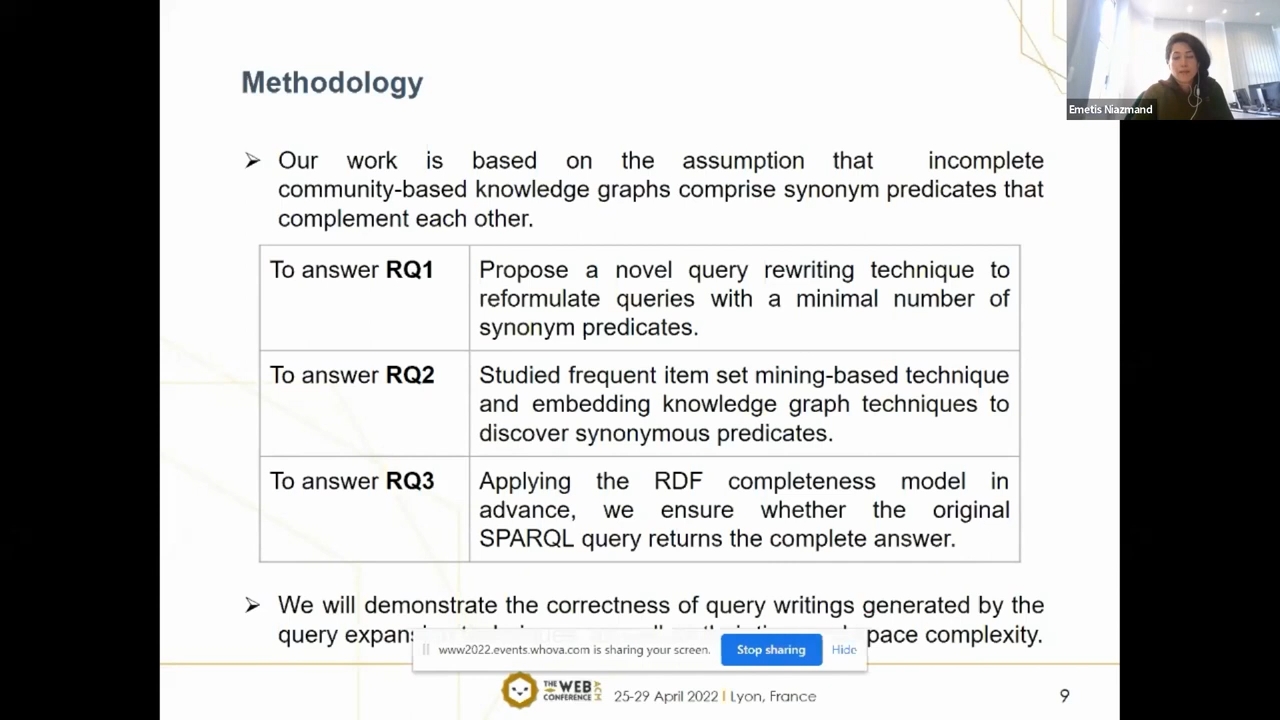 Methodology
Emetis Niazmand
➢ Our work is based on the assumption that incomplete
community-based knowledge graphs comprise synonym predicates that
complement each other.
To answer RQ1
Propose a novel query rewriting technique to
reformulate queries with a minimal number of
synonym predicates.
To answer RQ2
Studied frequent item set mining-based technique
and embedding knowledge graph techniques to
discover synonymous predicates.
To answer RQ3
Applying the RDF completeness model in
advance, we ensure whether the original
SPARQL query returns the complete answer.
➢ We will demonstrate the correctness of query writings generated by the
query space complexity.
www2022.events.whova.com is sharing your screen. Stop sharing Hide
THE WEB CONFERENCE ACM
25-29 April 2022 | Lyon, France
9